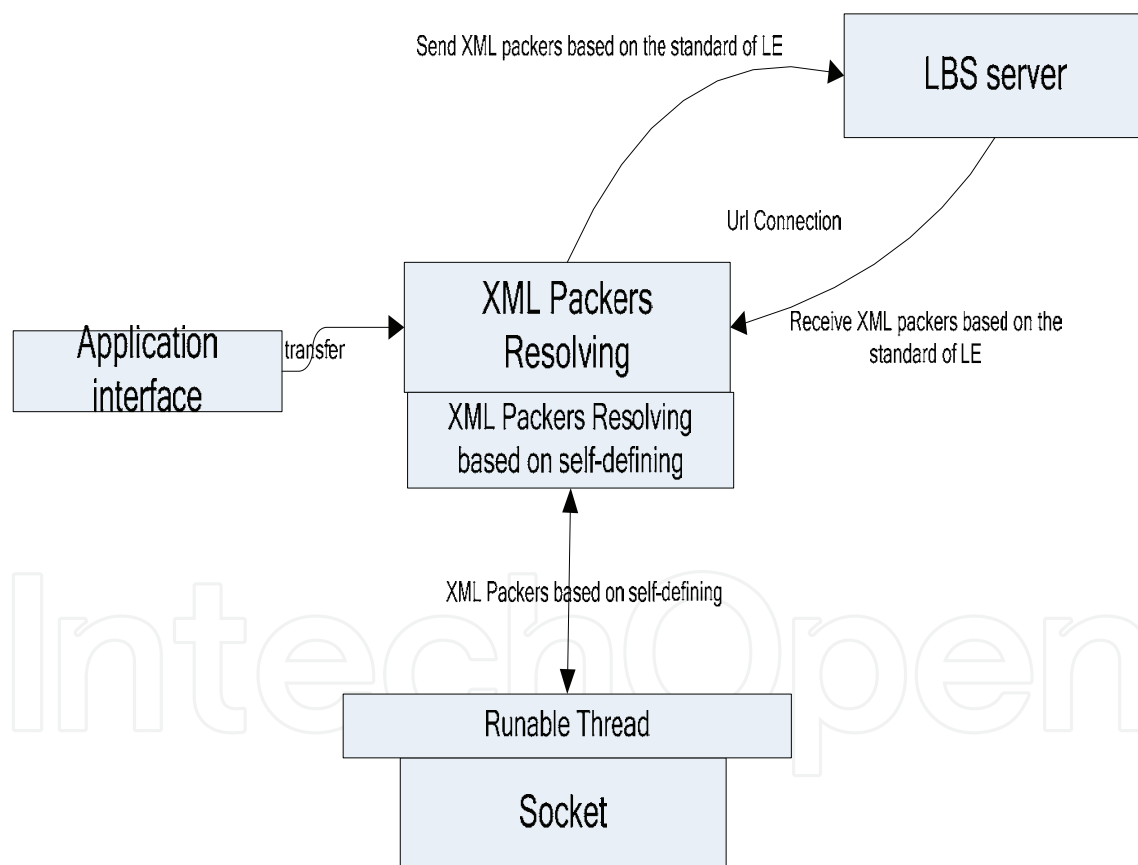 Send XML packers based on the standard of LE
LBS server
Url Connection
XML Packers
Resolving
Receive XML packers based on the
standard of LE
Application
interface
transfer
XML Packers Resolving
based on self-defining
XML Packers based on self-defining
IntechOpen
Runable Thread
Socket